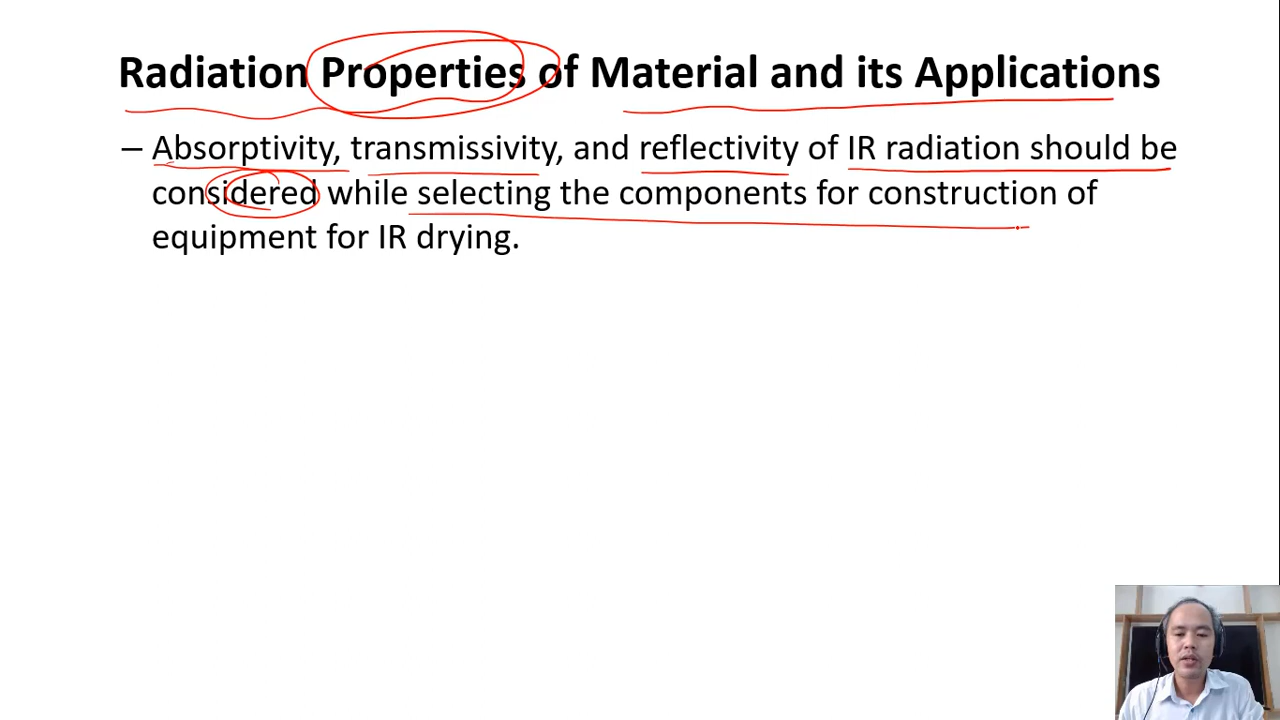 Radiation Properties of Material and its Applications
– Absorptivity, transmissivity, and reflectivity of IR radiation should be
considered while selecting the components for construction of
equipment for IR drying.